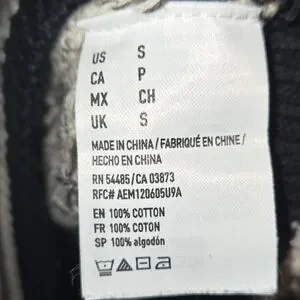 US S
CA P
MX CH
UK S
MADE IN CHINA / FABRIQUÉ EN CHINE /
HECHO EN CHINA
RN 54485/CA 03873
RFC# AEM120605U9A
EN 100% COTTON
FR 100% COTON
SP 100% algodón